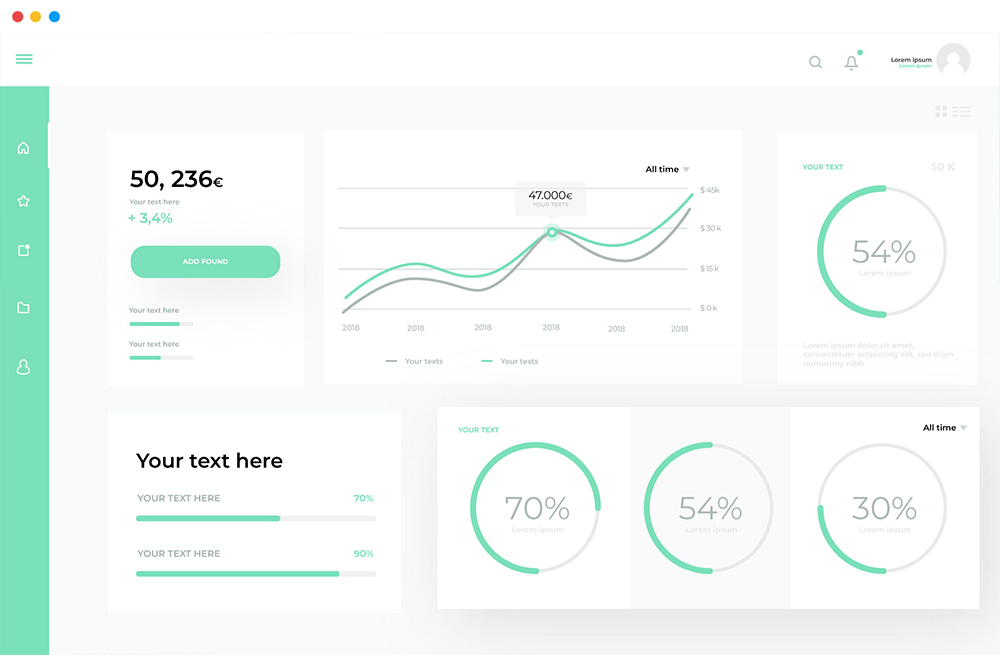 Lorem ipsum
Lorem ipsum
50, 236€
Your text here
+ 3,4%
ADD FOUND
Your text here
Your text here
All time
47.000€
YOUR TEXTS
$ 45k
$ 30 k
$ 15 k
$ 0 k
2018 2018 2018 2018 2018 2018
Your texts Your texts
YOUR TEXT 50 K
54%
Lorem ipsum
Lorem ipsum dolor sit amet,
consectetuer adipiscing elit, sed diam
nonummy nibh
Your text here
YOUR TEXT HERE 70%
YOUR TEXT HERE 90%
YOUR TEXT
All time
70%
Lorem ipsum
54%
Lorem ipsum
30%
Lorem ipsum